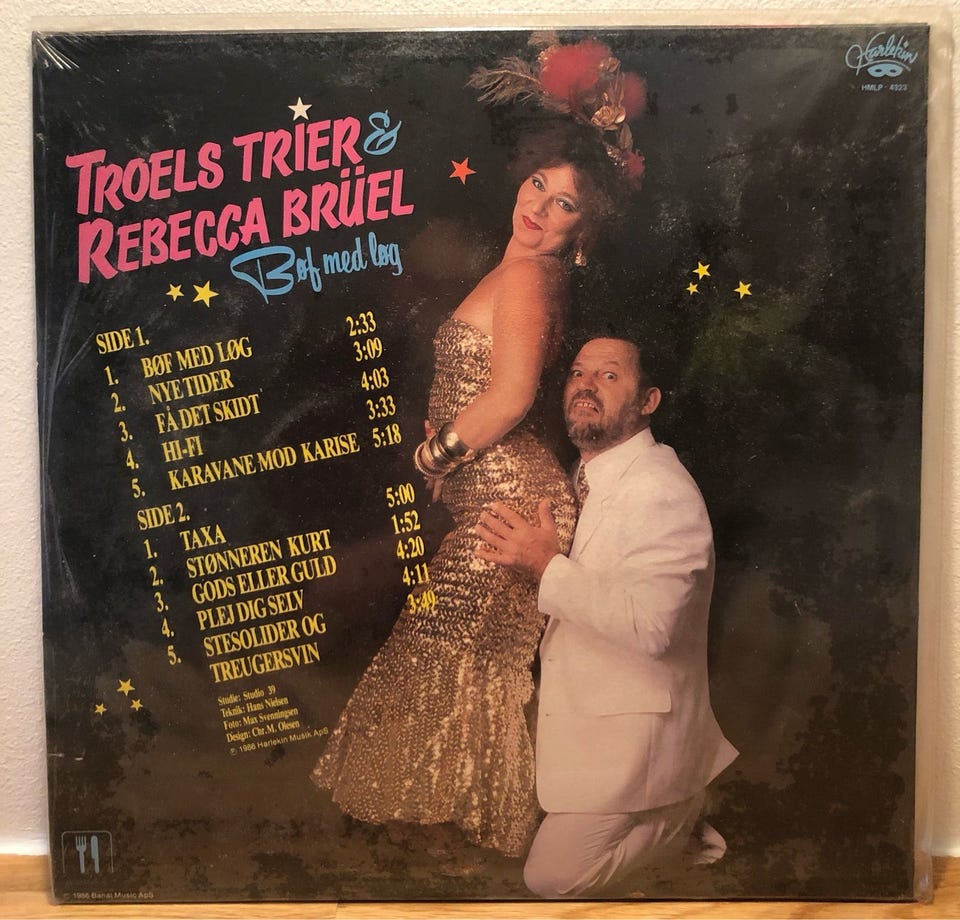 Harlekin
HMLP - 4323
TROELS TRIER &
REBECCA BRÜEL
Bøf med løg
SIDE 1.
1. BØF MED LØG 2:33
2. NYE TIDER 3:09
3. FÅ DET SKIDT 4:03
4. HI-FI 3:33
5. KARAVANE MOD KARISE 5:18
SIDE 2.
1. TAXA 5:00
2. STØNNEREN KURT 1:52
3. GODS ELLER GULD 4:20
4. PLEJ DIG SELV 4:11
5. STESOLIDER OG 3:49
TREUGERSVIN
Studie: Studio 39
Teknik: Hans Nielsen
Foto: Max Svenningsen
Design: Chr. M. Olesen
℗ 1986 Harlekin Musik ApS
© 1986 Banal Music ApS